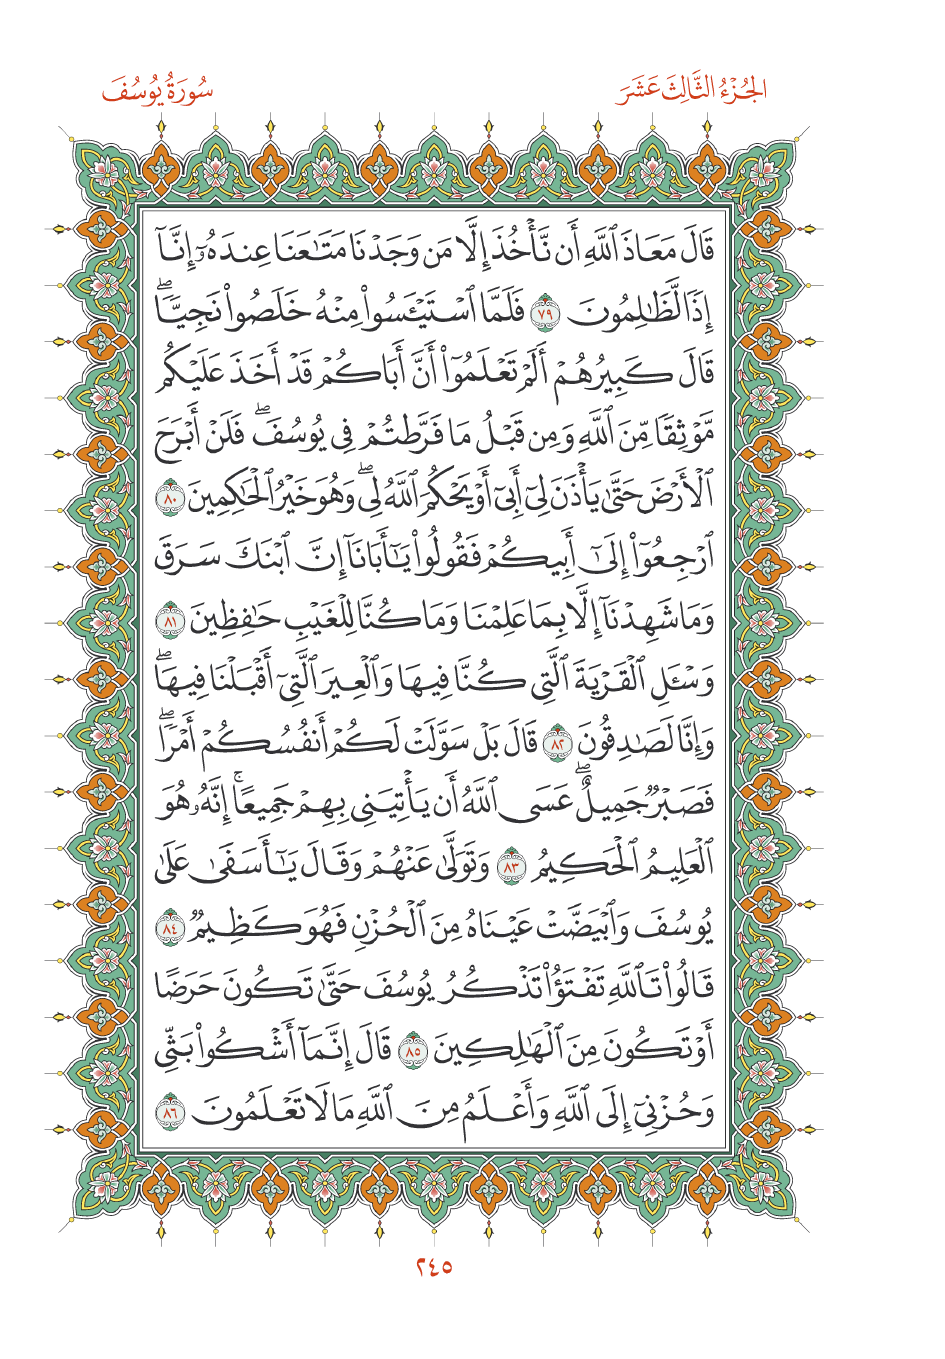 الجُزْءُ الثَّالِثَ عَشَرَ
سُورَةُ يُوسُفَ
قَالَ مَعَاذَ ٱللَّهِ أَن نَّأۡخُذَ إِلَّا مَن وَجَدۡنَا مَتَٰعَنَا عِندَهُۥٓ إِنَّآ
إِذٗا لَّظَٰلِمُونَ ٧٩ فَلَمَّا ٱسۡتَيۡـَٔسُواْ مِنۡهُ خَلَصُواْ نَجِيّٗاۖ
قَالَ كَبِيرُهُمۡ أَلَمۡ تَعۡلَمُوٓاْ أَنَّ أَبَاكُمۡ قَدۡ أَخَذَ عَلَيۡكُم
مَّوۡثِقٗا مِّنَ ٱللَّهِ وَمِن قَبۡلُ مَا فَرَّطتُمۡ فِي يُوسُفَۖ فَلَنۡ أَبۡرَحَ
ٱلۡأَرۡضَ حَتَّىٰ يَأۡذَنَ لِيٓ أَبِيٓ أَوۡ يَحۡكُمَ ٱللَّهُ لِيۖ وَهُوَ خَيۡرُ ٱلۡحَٰكِمِينَ ٨٠
ٱرۡجِعُوٓاْ إِلَىٰٓ أَبِيكُمۡ فَقُولُواْ يَٰٓأَبَانَآ إِنَّ ٱبۡنَكَ سَرَقَ
وَمَا شَهِدۡنَآ إِلَّا بِمَا عَلِمۡنَا وَمَا كُنَّا لِلۡغَيۡبِ حَٰفِظِينَ ٨١
وَسۡـَٔلِ ٱلۡقَرۡيَةَ ٱلَّتِي كُنَّا فِيهَا وَٱلۡعِيرَ ٱلَّتِيٓ أَقۡبَلۡنَا فِيهَاۖ
وَإِنَّا لَصَٰدِقُونَ ٨٢ قَالَ بَلۡ سَوَّلَتۡ لَكُمۡ أَنفُسُكُمۡ أَمۡرٗاۖ
فَصَبۡرٞ جَمِيلٌۖ عَسَى ٱللَّهُ أَن يَأۡتِيَنِي بِهِمۡ جَمِيعًاۚ إِنَّهُۥ هُوَ
ٱلۡعَلِيمُ ٱلۡحَكِيمُ ٨٣ وَتَوَلَّىٰ عَنۡهُمۡ وَقَالَ يَٰٓأَسَفَىٰ عَلَىٰ
يُوسُفَ وَٱبۡيَضَّتۡ عَيۡنَاهُ مِنَ ٱلۡحُزۡنِ فَهُوَ كَظِيمٞ ٨٤
قَالُواْ تَٱللَّهِ تَفۡتَؤُاْ تَذۡكُرُ يُوسُفَ حَتَّىٰ تَكُونَ حَرَضًا
أَوۡ تَكُونَ مِنَ ٱلۡهَٰلِكِينَ ٨٥ قَالَ إِنَّمَآ أَشۡكُواْ بَثِّي
وَحُزۡنِيٓ إِلَى ٱللَّهِ وَأَعۡلَمُ مِنَ ٱللَّهِ مَا لَا تَعۡلَمُونَ ٨٦
٢٤٥